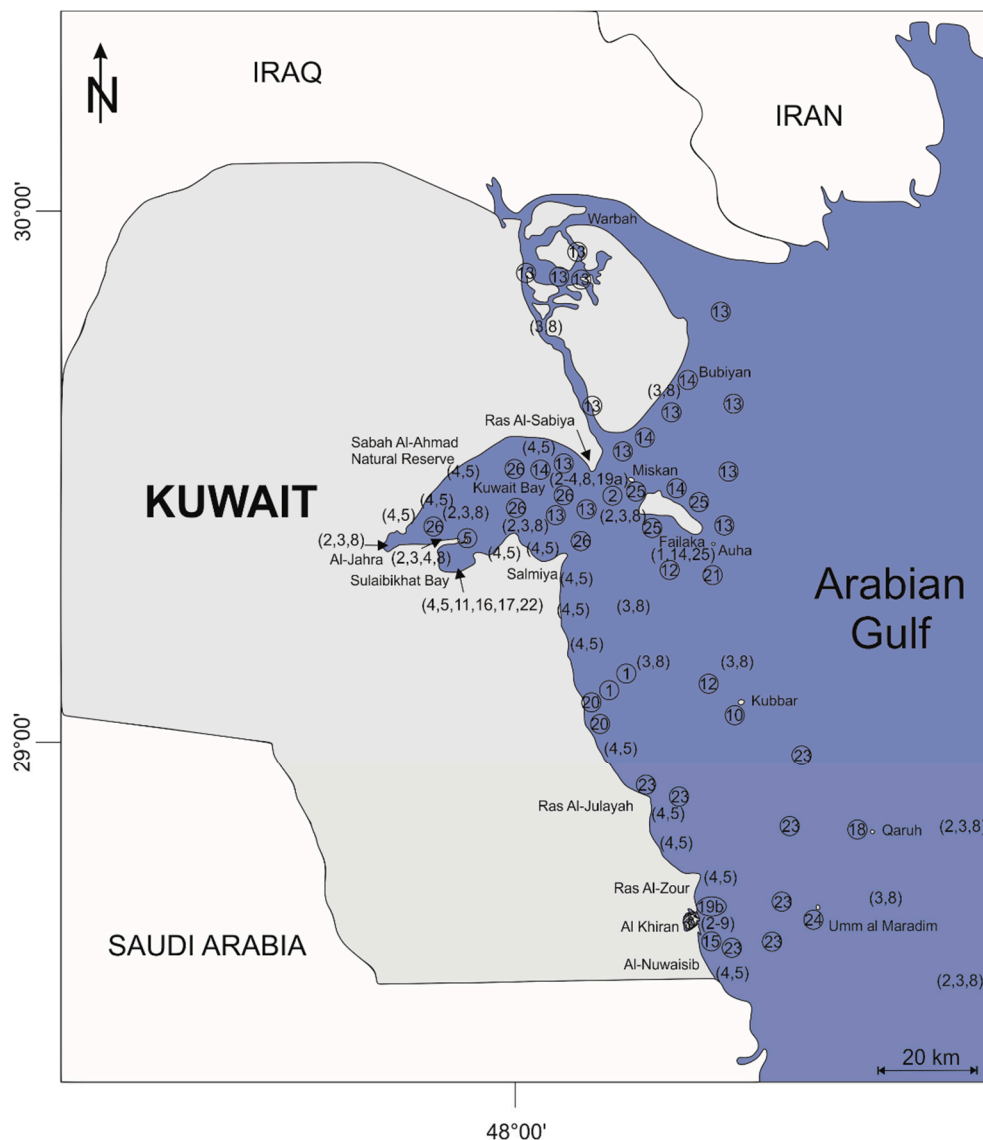 N
IRAQ
IRAN
30°00'
Warbah
13
13
13
13
13
(3,8)
14
Bubiyan
(3,8)
13
13
13
Ras Al-Sabiya
14
13
Sabah Al-Ahmad
Natural Reserve
(4,5)
(4,5)
26
14
13
(2-4,8,19a)
Miskan
13
KUWAIT
Kuwait Bay
26
2
25
14
25
(4,5)
(2,3,8)
26
13
13
(2,3,8)
(4,5)
26
(2,3,8)
25
13
(2,3,8)
Al-Jahra
(2,3,4,8)
5
(4,5)
(4,5)
26
Failaka
Auha
(1,14,25)
Sulaibikhat Bay
Salmiya
(4,5)
12
21
(4,5,11,16,17,22)
(4,5)
(3,8)
Arabian
Gulf
(4,5)
(3,8)
(3,8)
1
1
12
Kubbar
20
10
20
29°00'
(4,5)
23
23
23
Ras Al-Julayah
(4,5)
23
18
Qaruh
(2,3,8)
(4,5)
(4,5)
Ras Al-Zour
19b
23
(3,8)
Al Khiran
(2-9)
24
Umm al Maradim
15
23
23
SAUDI ARABIA
Al-Nuwaisib
(4,5)
(2,3,8)
20 km
48°00'